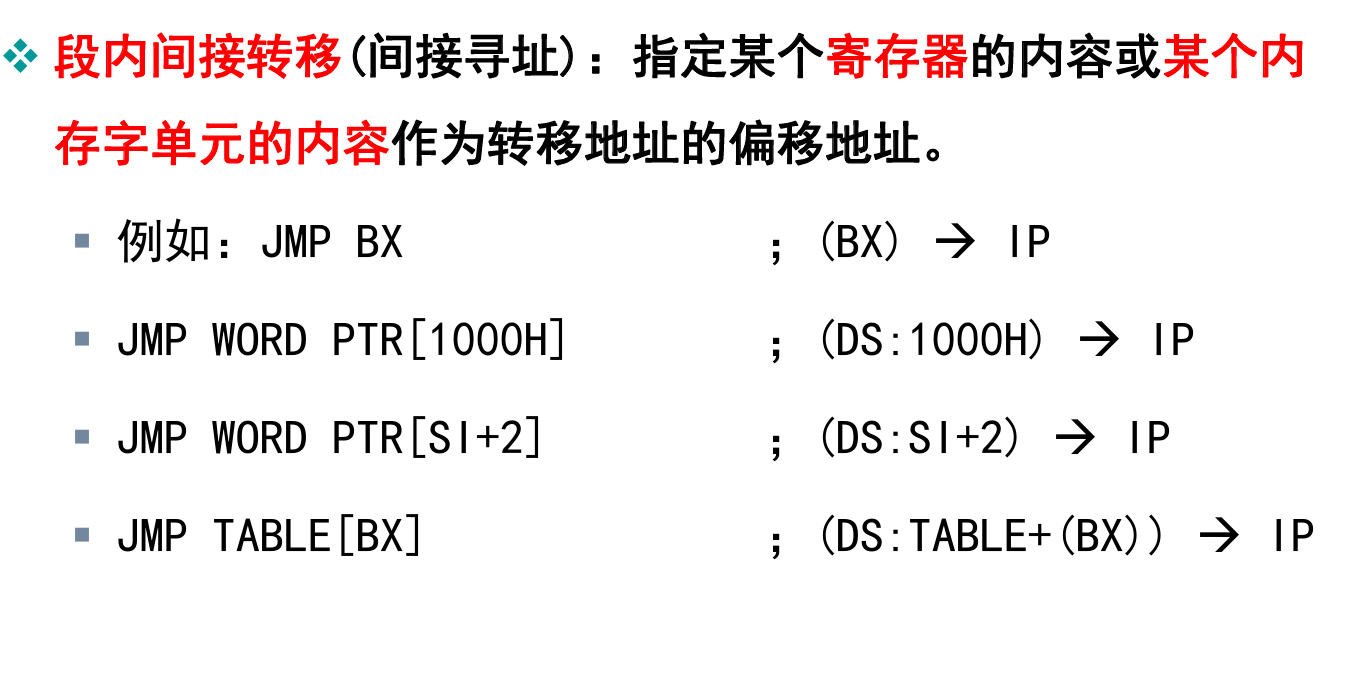 段内间接转移(间接寻址)：指定某个寄存器的内容或某个内
存字单元的内容作为转移地址的偏移地址。
例如：JMP BX ；(BX) → IP
JMP WORD PTR[1000H] ；(DS:1000H) → IP
JMP WORD PTR[SI+2] ；(DS:SI+2) → IP
JMP TABLE[BX] ；(DS:TABLE+(BX)) → IP